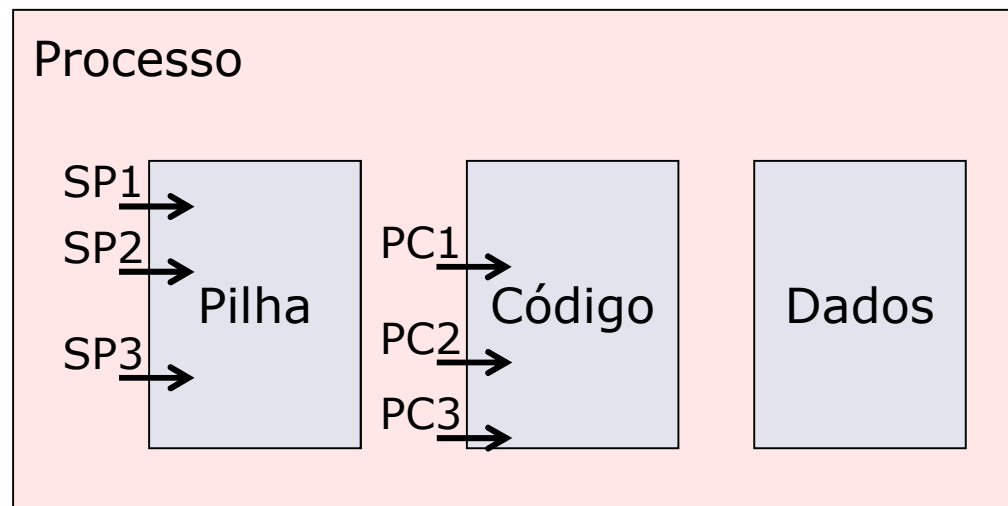 Processo
SP1
SP2
SP3
Pilha
PC1
PC2
PC3
Código
Dados